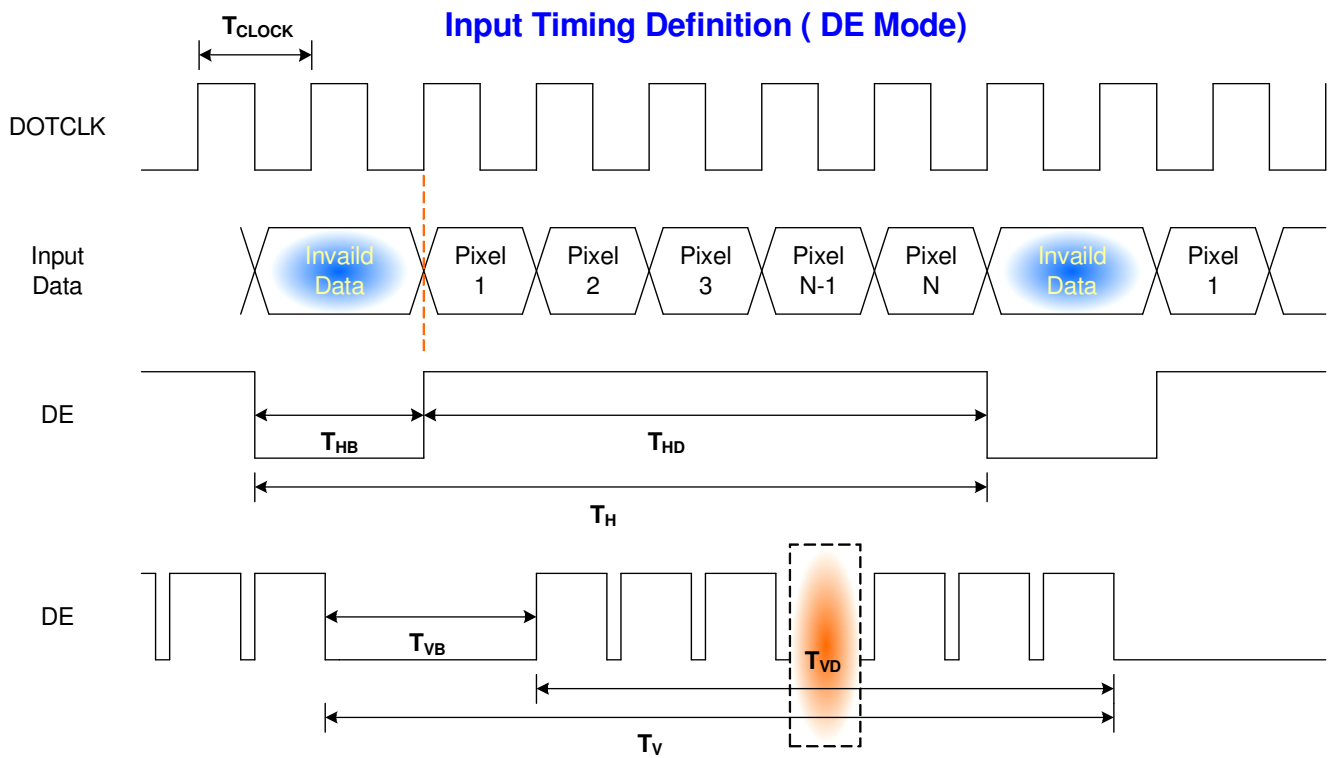 Input Timing Definition ( DE Mode)
TCLOCK
DOTCLK
Input
Data
Invaild
Data
Pixel
1
Pixel
2
Pixel
3
Pixel
N-1
Pixel
N
Invaild
Data
Pixel
1
DE
THB
THD
TH
DE
TVB
TVD
TV